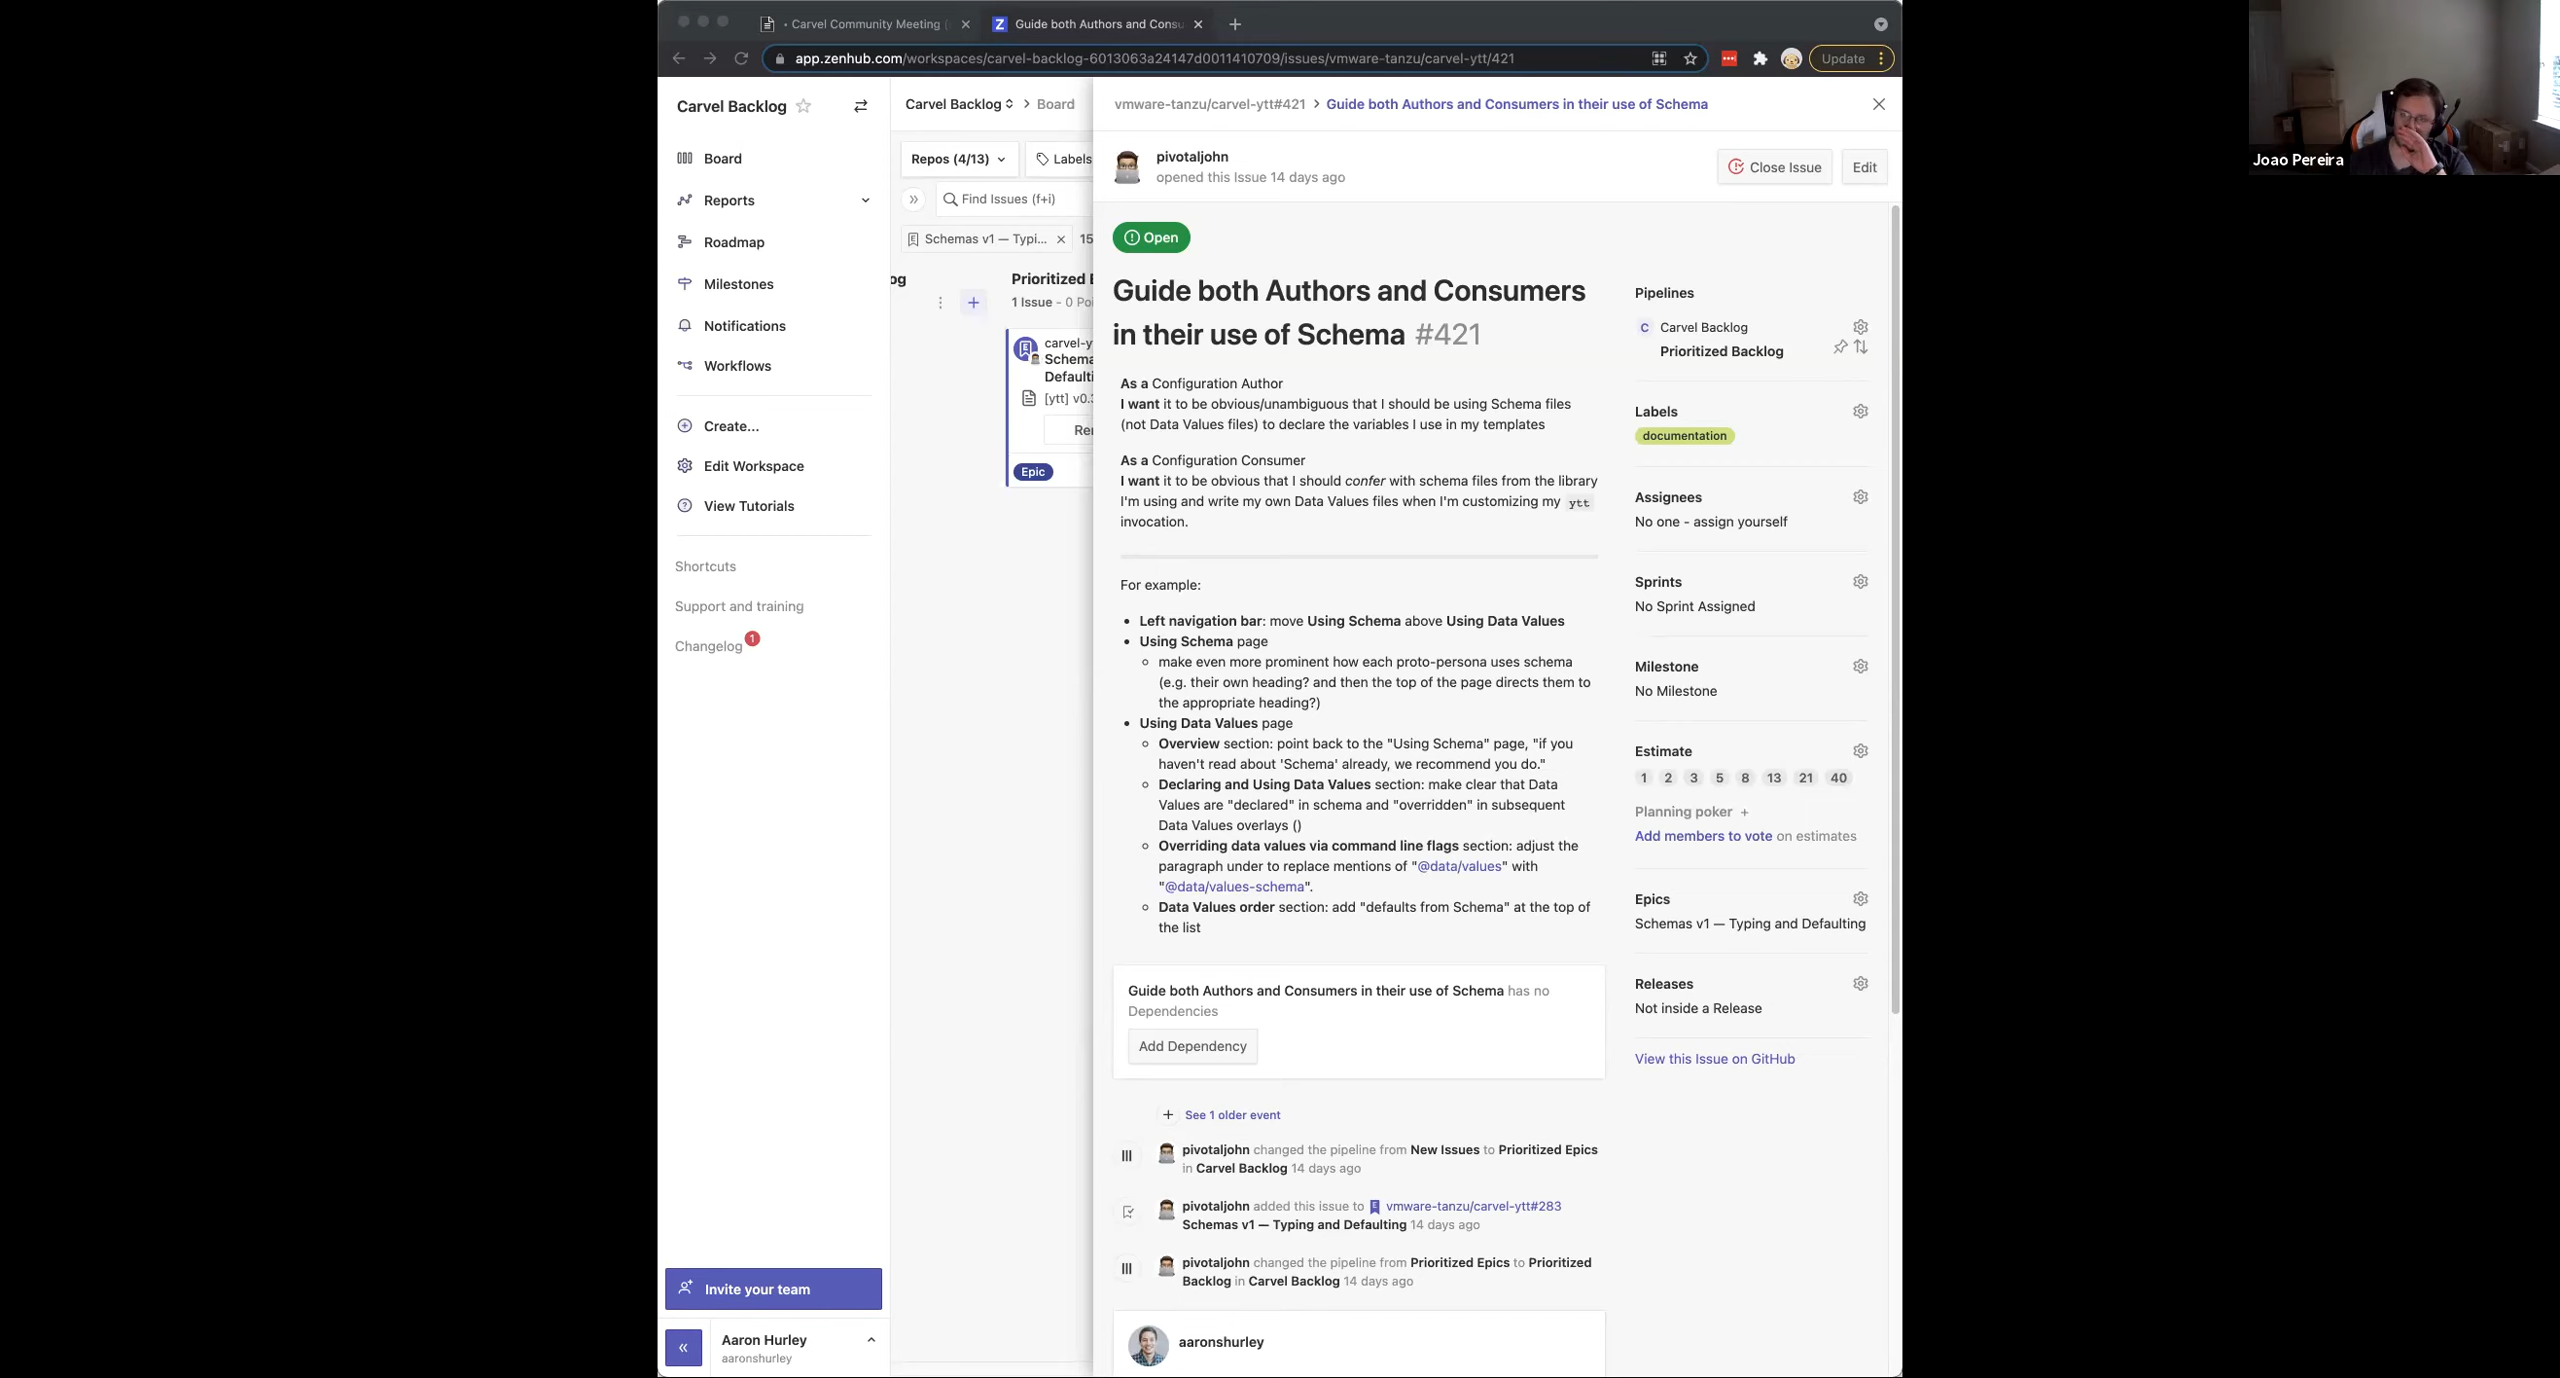 · Carvel Community Meeting (
Guide both Authors and Consu
app.zenhub.com/workspaces/carvel-backlog-6013063a24147d0011410709/issues/vmware-tanzu/carvel-ytt/421
Update
Joao Pereira
Carvel Backlog
Board
Reports
Roadmap
Milestones
Notifications
Workflows
Create...
Edit Workspace
View Tutorials
Shortcuts
Support and training
Changelog 1
Invite your team
Aaron Hurley
aaronshurley
Carvel Backlog > Board
Repos (4/13)
Labels
Find Issues (f+i)
Schemas v1 — Typi...
15
og
Prioritized B
1 Issue - 0 Poi
carvel-y
Schema
Defaulti
[ytt] v0.3
Rer
Epic
vmware-tanzu/carvel-ytt#421 > Guide both Authors and Consumers in their use of Schema
pivotaljohn
opened this Issue 14 days ago
Close Issue
Edit
Open
Guide both Authors and Consumers
in their use of Schema #421
As a Configuration Author
I want it to be obvious/unambiguous that I should be using Schema files
(not Data Values files) to declare the variables I use in my templates
As a Configuration Consumer
I want it to be obvious that I should confer with schema files from the library
I'm using and write my own Data Values files when I'm customizing my ytt
invocation.
For example:
• Left navigation bar: move Using Schema above Using Data Values
• Using Schema page
◦ make even more prominent how each proto-persona uses schema
(e.g. their own heading? and then the top of the page directs them to
the appropriate heading?)
• Using Data Values page
◦ Overview section: point back to the "Using Schema" page, "if you
haven't read about 'Schema' already, we recommend you do."
◦ Declaring and Using Data Values section: make clear that Data
Values are "declared" in schema and "overridden" in subsequent
Data Values overlays ()
◦ Overriding data values via command line flags section: adjust the
paragraph under to replace mentions of "@data/values" with
"@data/values-schema".
◦ Data Values order section: add "defaults from Schema" at the top of
the list
Guide both Authors and Consumers in their use of Schema has no
Dependencies
Add Dependency
See 1 older event
pivotaljohn changed the pipeline from New Issues to Prioritized Epics
in Carvel Backlog 14 days ago
pivotaljohn added this issue to vmware-tanzu/carvel-ytt#283
Schemas v1 — Typing and Defaulting 14 days ago
pivotaljohn changed the pipeline from Prioritized Epics to Prioritized
Backlog in Carvel Backlog 14 days ago
aaronshurley
Pipelines
C Carvel Backlog
Prioritized Backlog
Labels
documentation
Assignees
No one - assign yourself
Sprints
No Sprint Assigned
Milestone
No Milestone
Estimate
1 2 3 5 8 13 21 40
Planning poker +
Add members to vote on estimates
Epics
Schemas v1 — Typing and Defaulting
Releases
Not inside a Release
View this Issue on GitHub